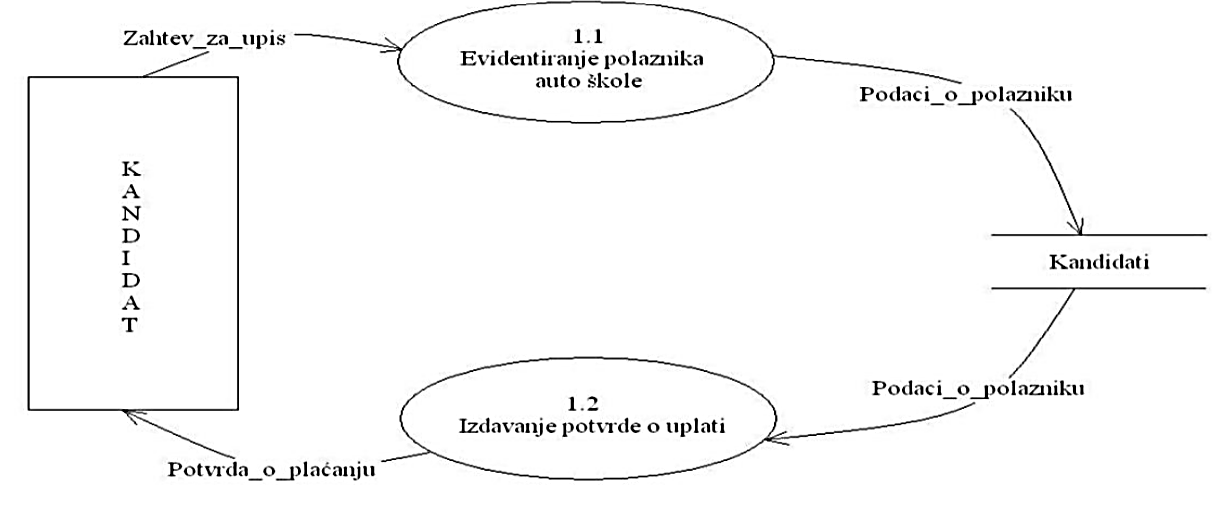 Zahtev_za_upis
1.1
Evidentiranje polaznika
auto škole
Podaci_o_polazniku
K
A
N
D
I
D
A
T
Kandidati
Podaci_o_polazniku
1.2
Izdavanje potvrde o uplati
Potvrda_o_plaćanju